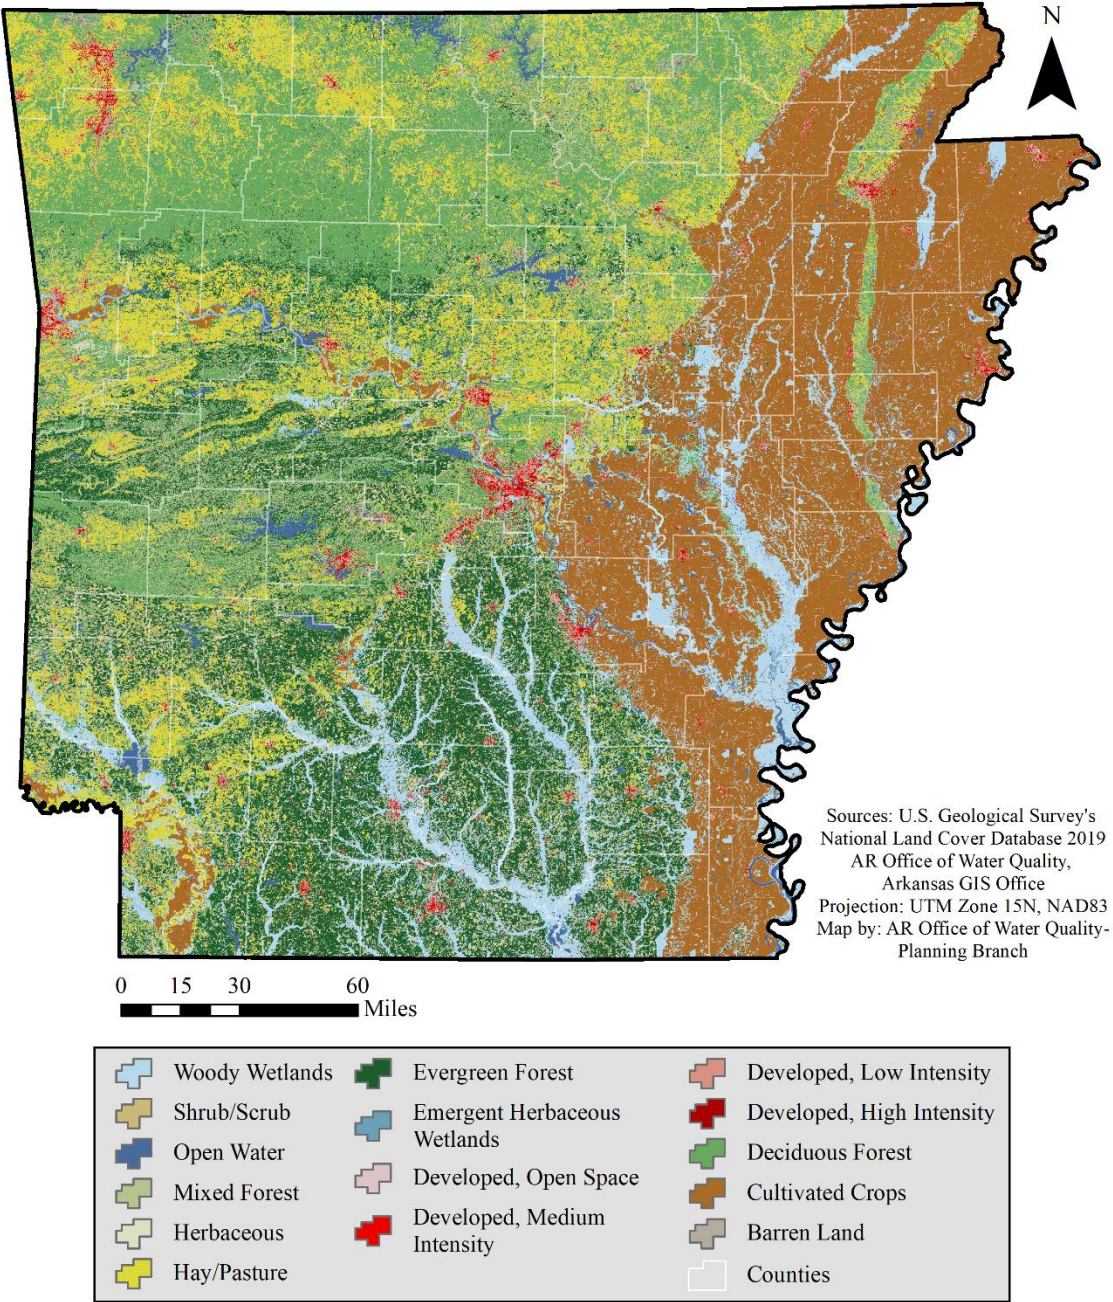 N
Sources: U.S. Geological Survey's
National Land Cover Database 2019
AR Office of Water Quality,
Arkansas GIS Office
Projection: UTM Zone 15N, NAD83
Map by: AR Office of Water Quality-
Planning Branch
0 15 30 60
Miles
Woody Wetlands
Shrub/Scrub
Open Water
Mixed Forest
Herbaceous
Hay/Pasture
Evergreen Forest
Emergent Herbaceous
Wetlands
Developed, Open Space
Developed, Medium
Intensity
Developed, Low Intensity
Developed, High Intensity
Deciduous Forest
Cultivated Crops
Barren Land
Counties